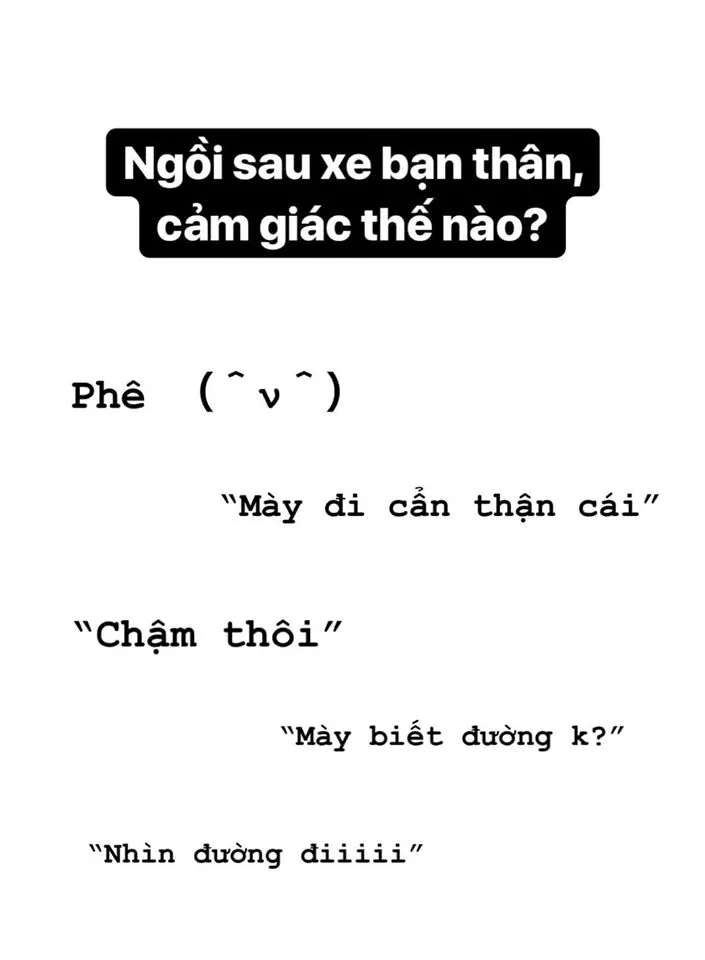 Ngồi sau xe bạn thân,
cảm giác thế nào?
Phê (ˆνˆ)
“Mày đi cẩn thận cái”
“Chậm thôi”
“Mày biết đường k?”
“Nhìn đường điiiii”